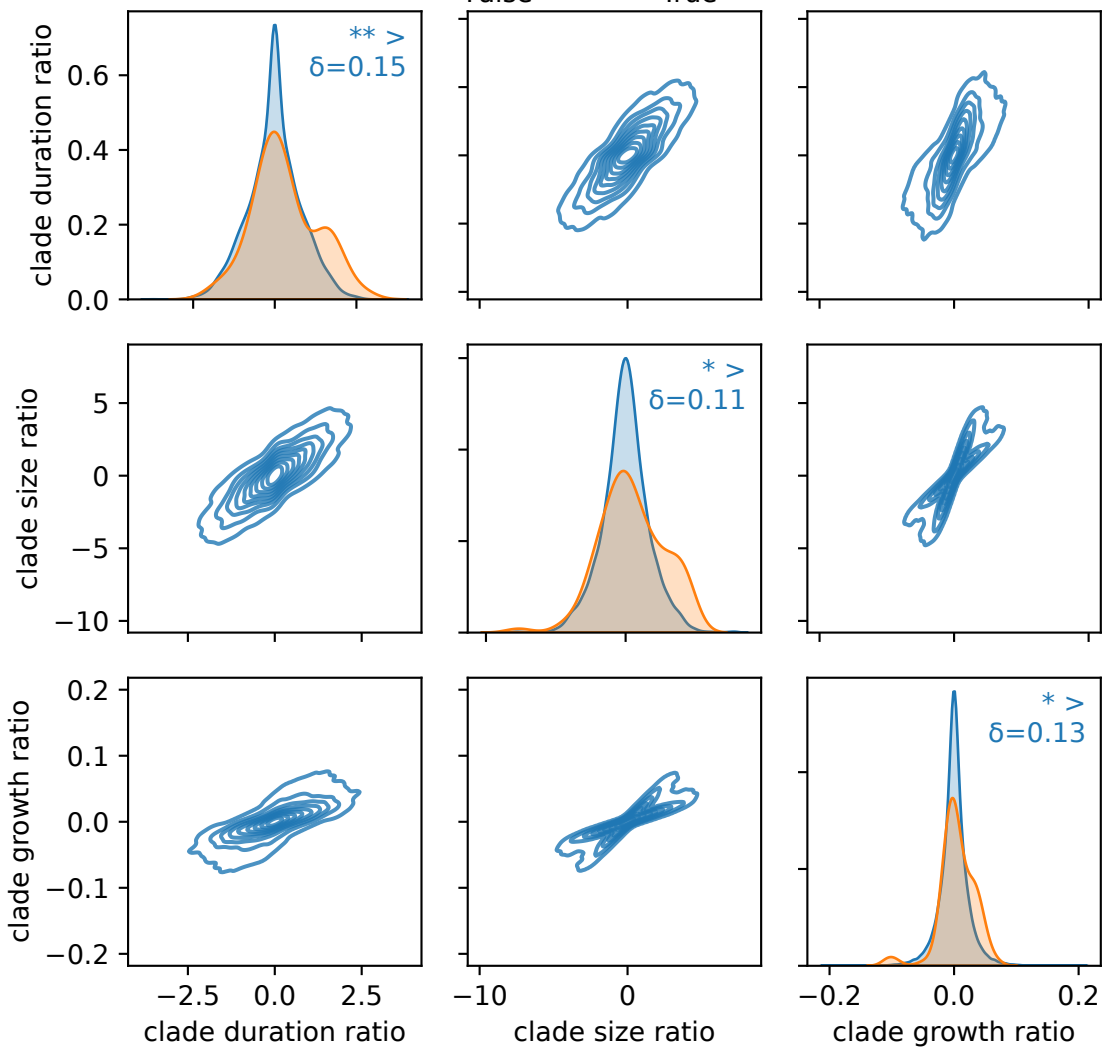 False True
clade duration ratio
0.6
0.4
0.2
0.0
** >
δ=0.15
clade size ratio
5
0
−5
−10
* >
δ=0.11
clade growth ratio
0.2
0.1
0.0
−0.1
−0.2
* >
δ=0.13
−2.5 0.0 2.5
−10 0
−0.2 0.0 0.2
clade duration ratio
clade size ratio
clade growth ratio